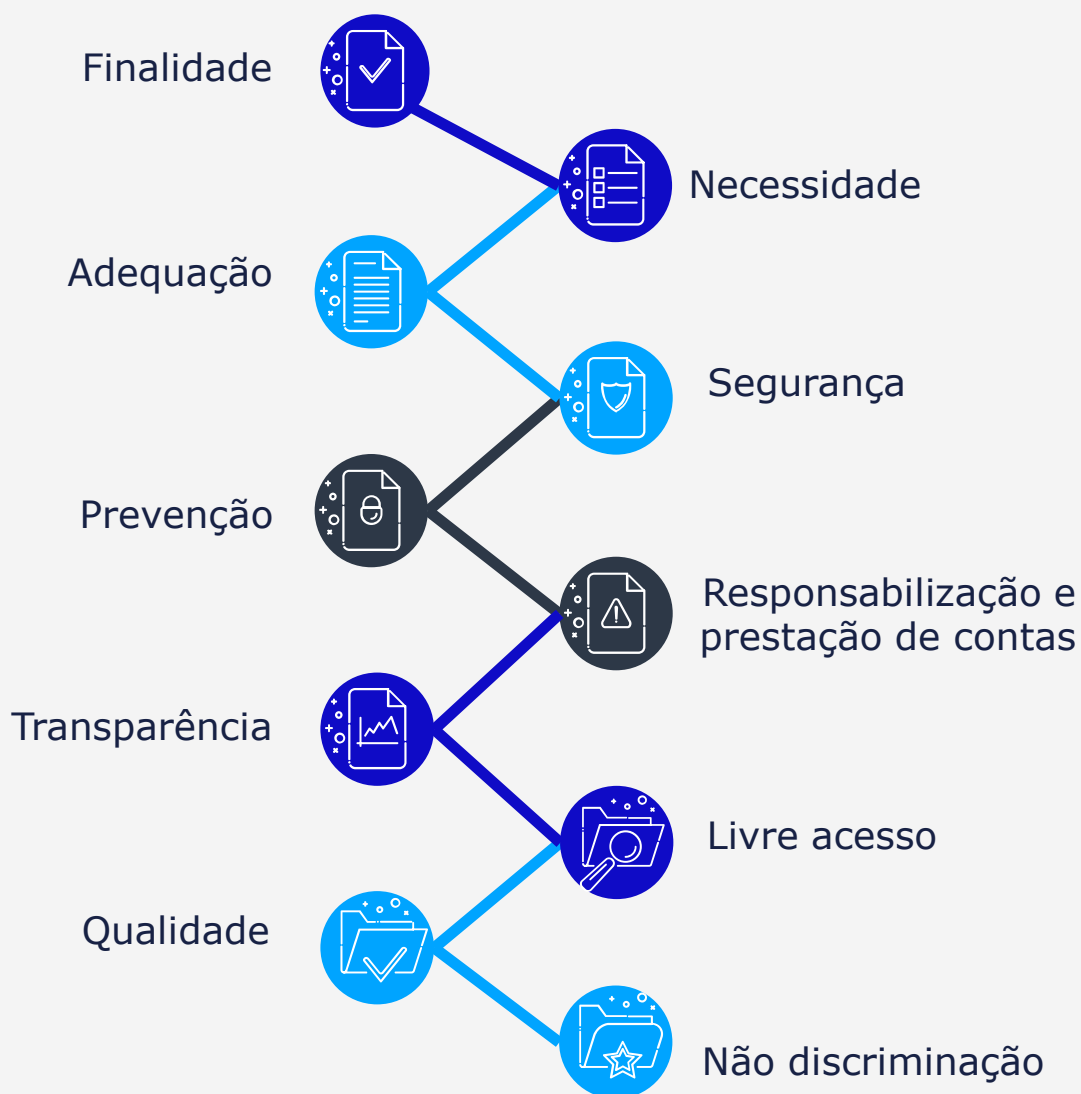 Finalidade
Necessidade
Adequação
Segurança
Prevenção
Responsabilização e
prestação de contas
Transparência
Livre acesso
Qualidade
Não discriminação